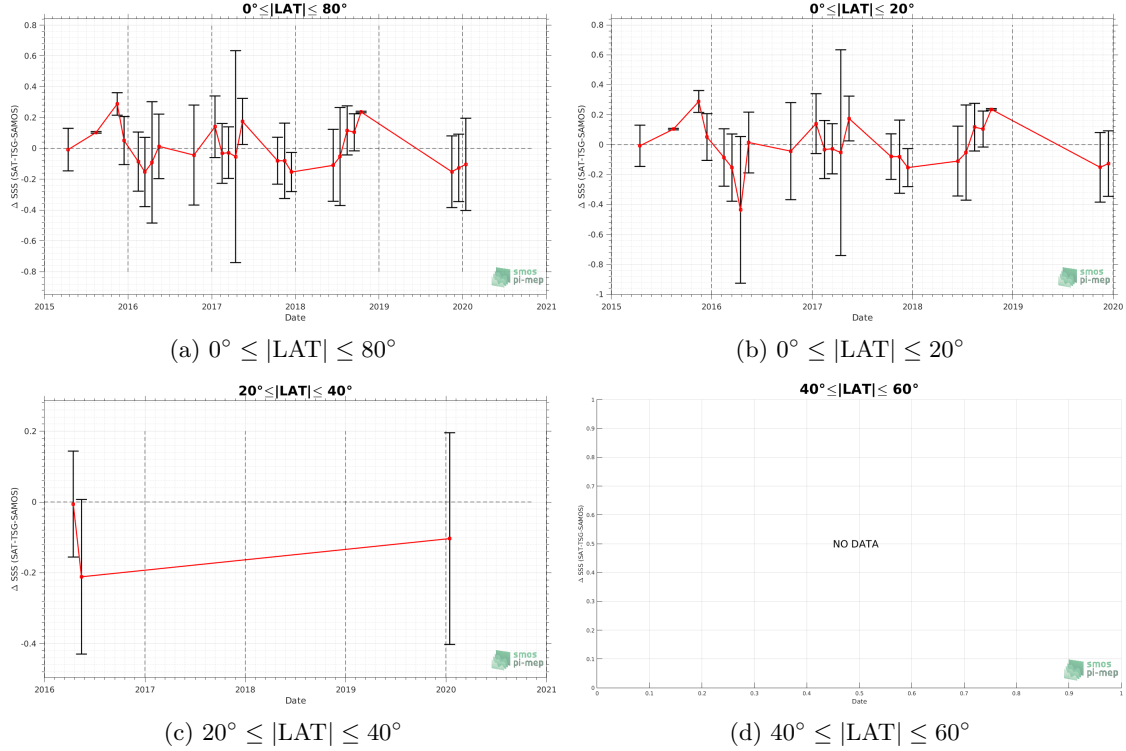 0°≤|LAT|≤ 80°
Δ SSS (SAT-TSG-SAMOS)
0.8
0.6
0.4
0.2
0
-0.2
-0.4
-0.6
-0.8
2015 2016 2017 2018 2019 2020 2021
Date
smos
pi-mep
(a) 0° ≤ |LAT| ≤ 80°
0°≤|LAT|≤ 20°
Δ SSS (SAT-TSG-SAMOS)
0.8
0.6
0.4
0.2
0
-0.2
-0.4
-0.6
-0.8
-1
2015 2016 2017 2018 2019 2020
Date
smos
pi-mep
(b) 0° ≤ |LAT| ≤ 20°
20°≤|LAT|≤ 40°
Δ SSS (SAT-TSG-SAMOS)
0.2
0
-0.2
-0.4
2016 2017 2018 2019 2020 2021
Date
smos
pi-mep
(c) 20° ≤ |LAT| ≤ 40°
40°≤|LAT|≤ 60°
Δ SSS (SAT-TSG-SAMOS)
1
0.9
0.8
0.7
0.6
0.5
0.4
0.3
0.2
0.1
0
NO DATA
0 0.1 0.2 0.3 0.4 0.5 0.6 0.7 0.8 0.9 1
Date
smos
pi-mep
(d) 40° ≤ |LAT| ≤ 60°